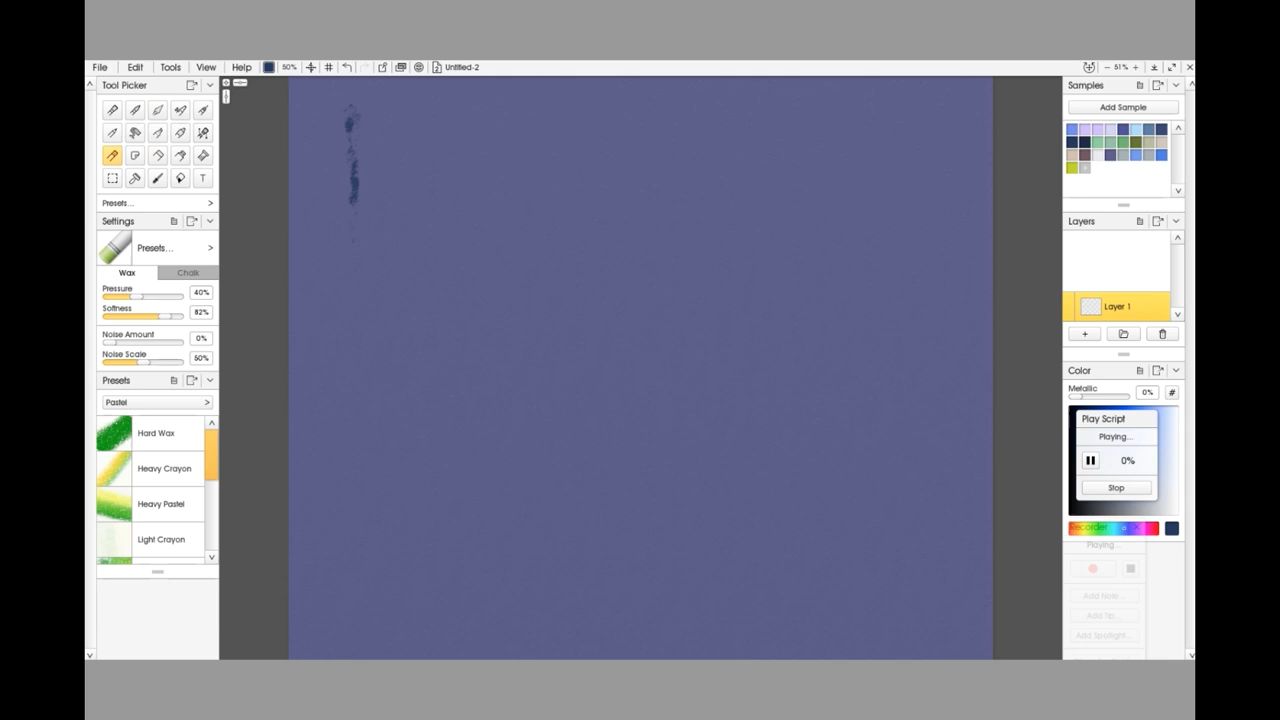 File Edit Tools View Help 50% Untitled-2 51%
Tool Picker
Presets...
Settings
Presets...
Wax Chalk
Pressure
40%
Softness
82%
Noise Amount
0%
Noise Scale
50%
Presets
Pastel
Hard Wax
Heavy Crayon
Heavy Pastel
Light Crayon
Samples
Add Sample
Layers
Layer 1
Color
Metallic
0% #
Play Script
Playing...
0%
Stop
Recorder
Playing...
Add Note...
Add Tip...
Add Spotlight...